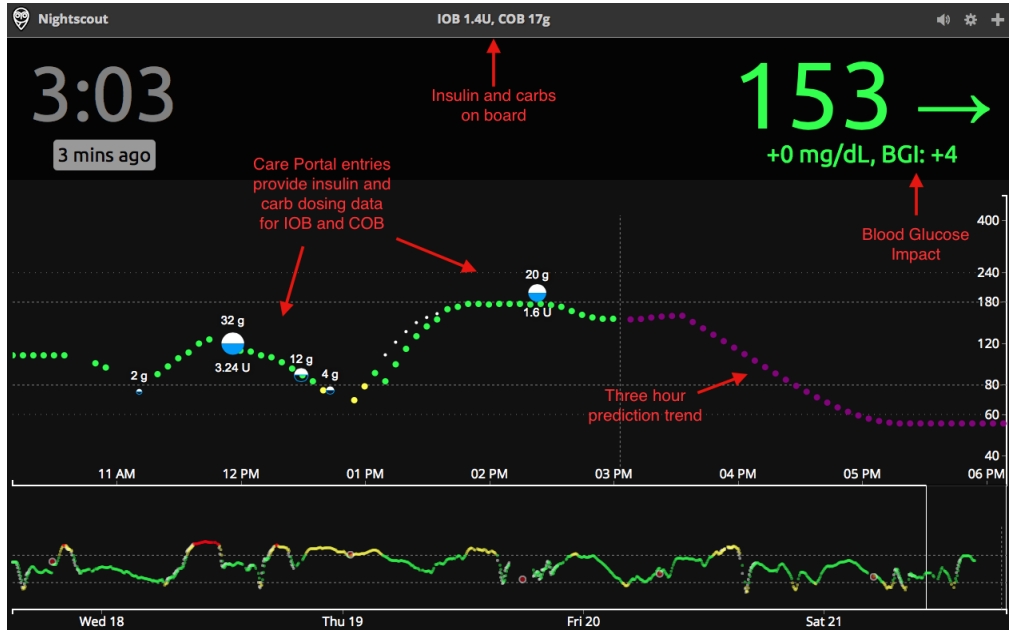 Nightscout
IOB 1.4U, COB 17g
3:03
3 mins ago
Insulin and carbs
on board
153
+0 mg/dL, BGI: +4
Care Portal entries
provide insulin and
carb dosing data
for IOB and COB
Blood Glucose
Impact
400
240
180
120
80
60
40
2 g
32 g
3.24 U
12 g
4 g
20 g
1.6 U
Three hour
prediction trend
11 AM
12 PM
01 PM
02 PM
03 PM
04 PM
05 PM
06 PM
Wed 18
Thu 19
Fri 20
Sat 21